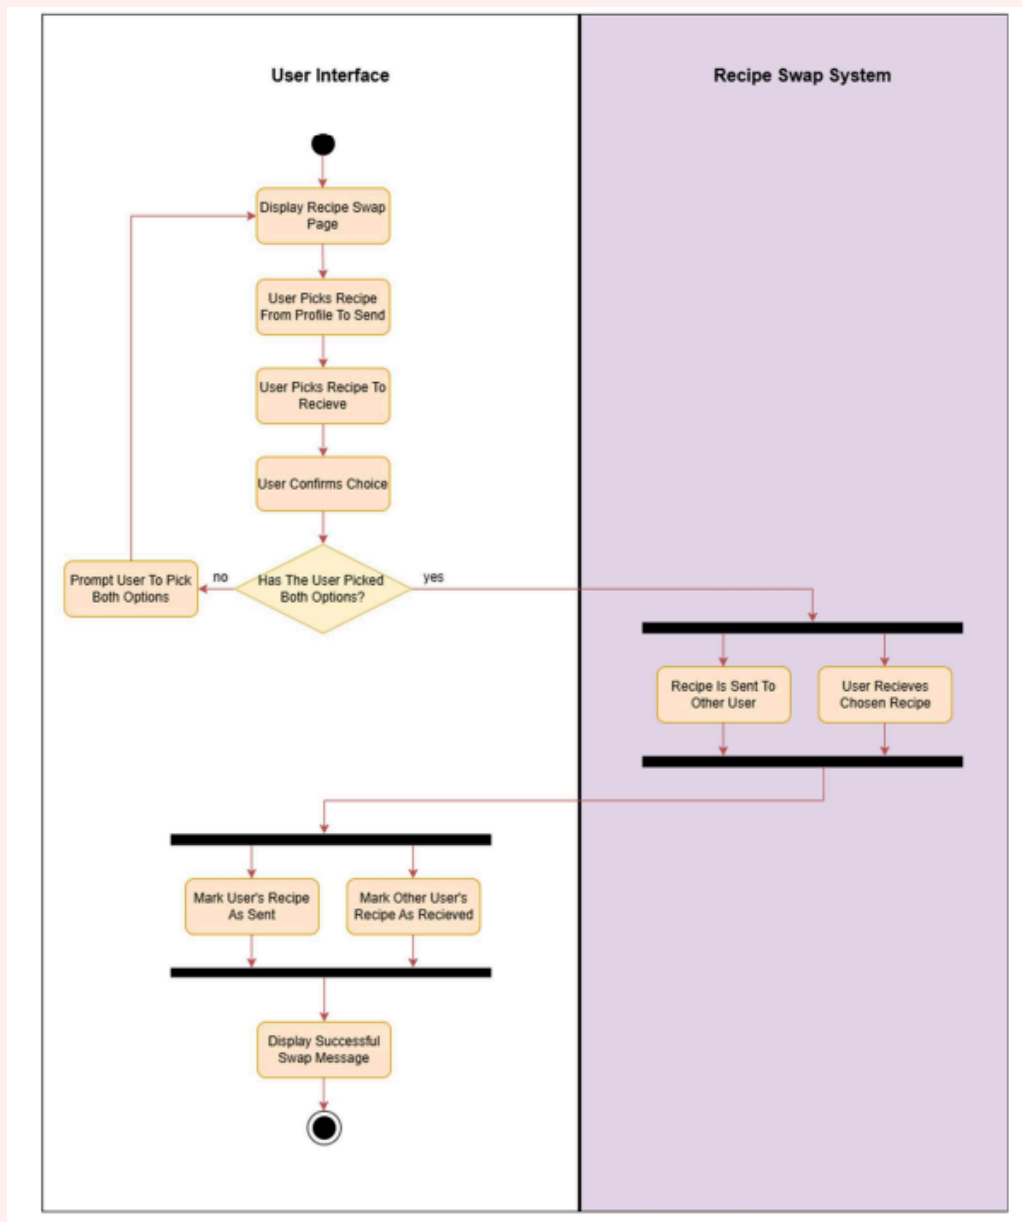 User Interface
Recipe Swap System
Display Recipe Swap
Page
User Picks Recipe
From Profile To Send
User Picks Recipe To
Recieve
User Confirms Choice
Has The User Picked
Both Options?
no
yes
Prompt User To Pick
Both Options
Recipe Is Sent To
Other User
User Recieves
Chosen Recipe
Mark User's Recipe
As Sent
Mark Other User's
Recipe As Recieved
Display Successful
Swap Message